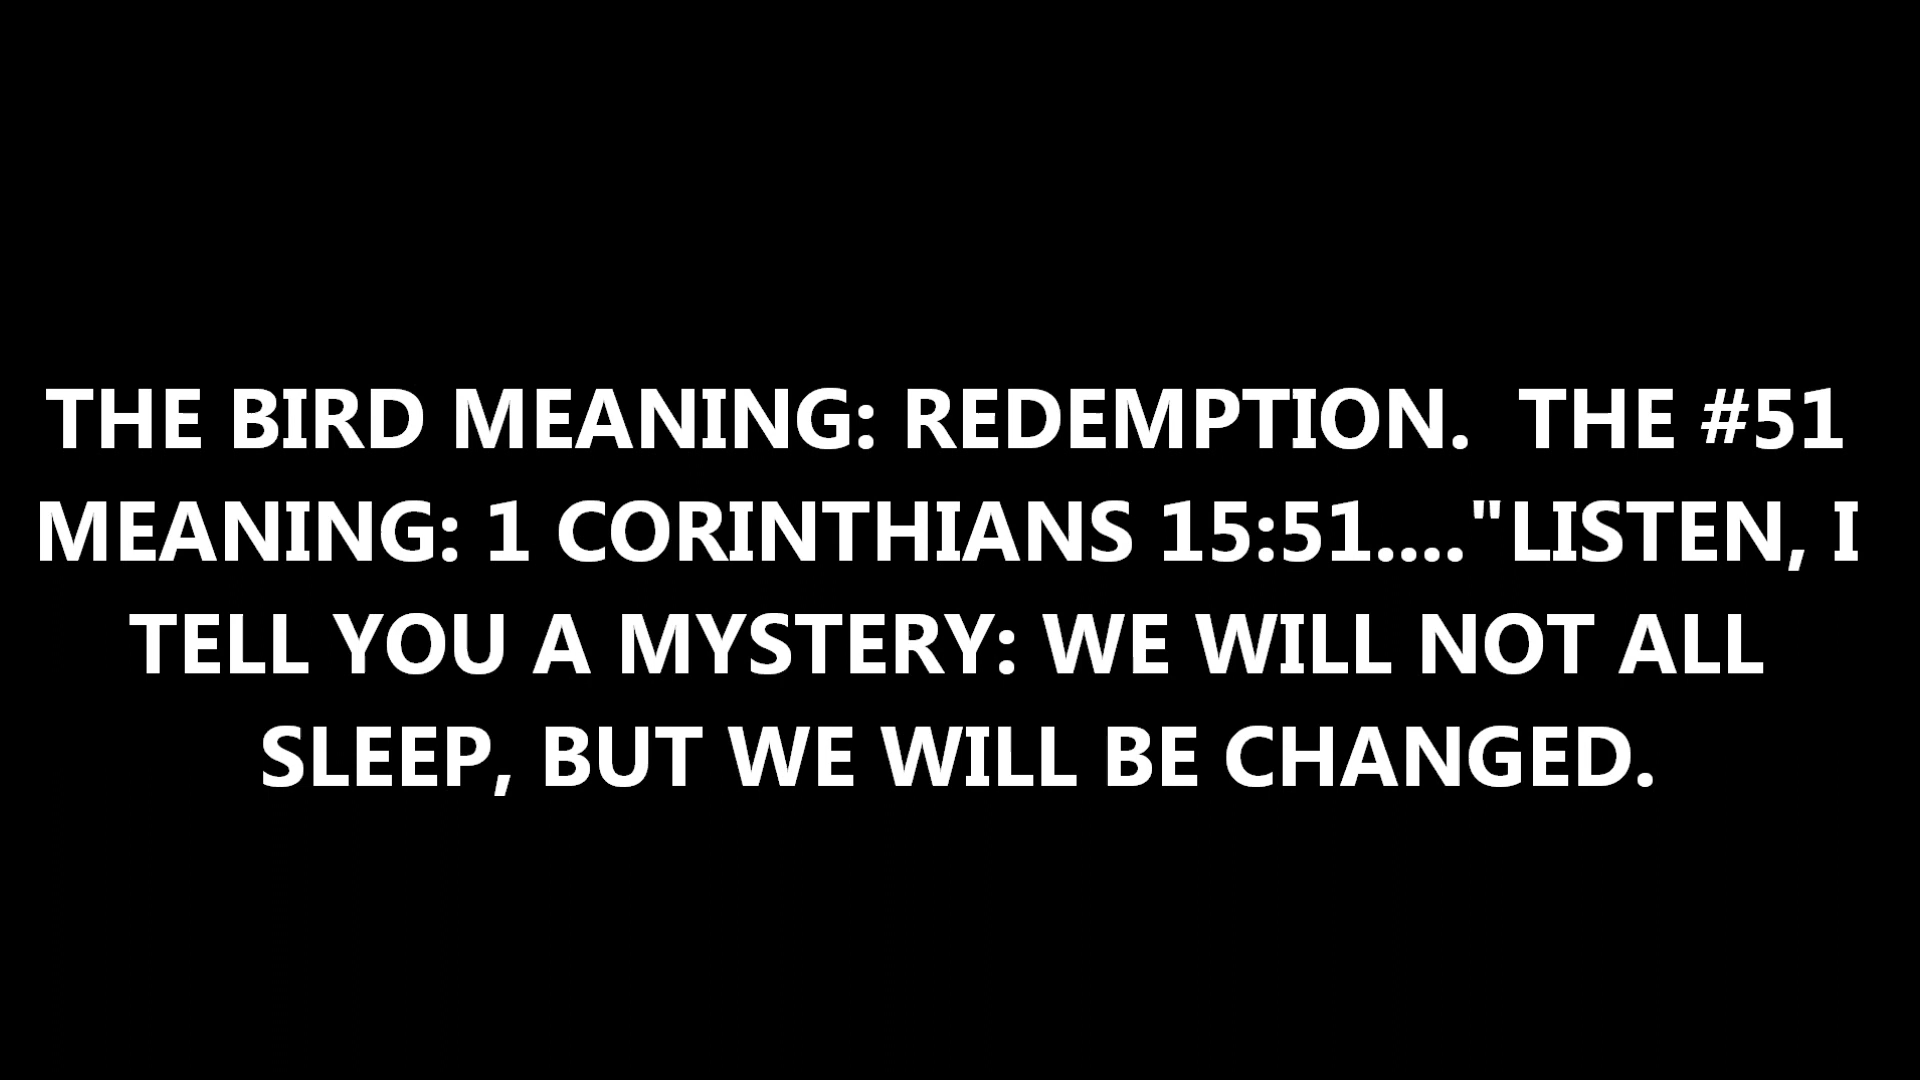 THE BIRD MEANING: REDEMPTION.  THE #51
MEANING: 1 CORINTHIANS 15:51...."LISTEN, I
TELL YOU A MYSTERY: WE WILL NOT ALL
SLEEP, BUT WE WILL BE CHANGED.